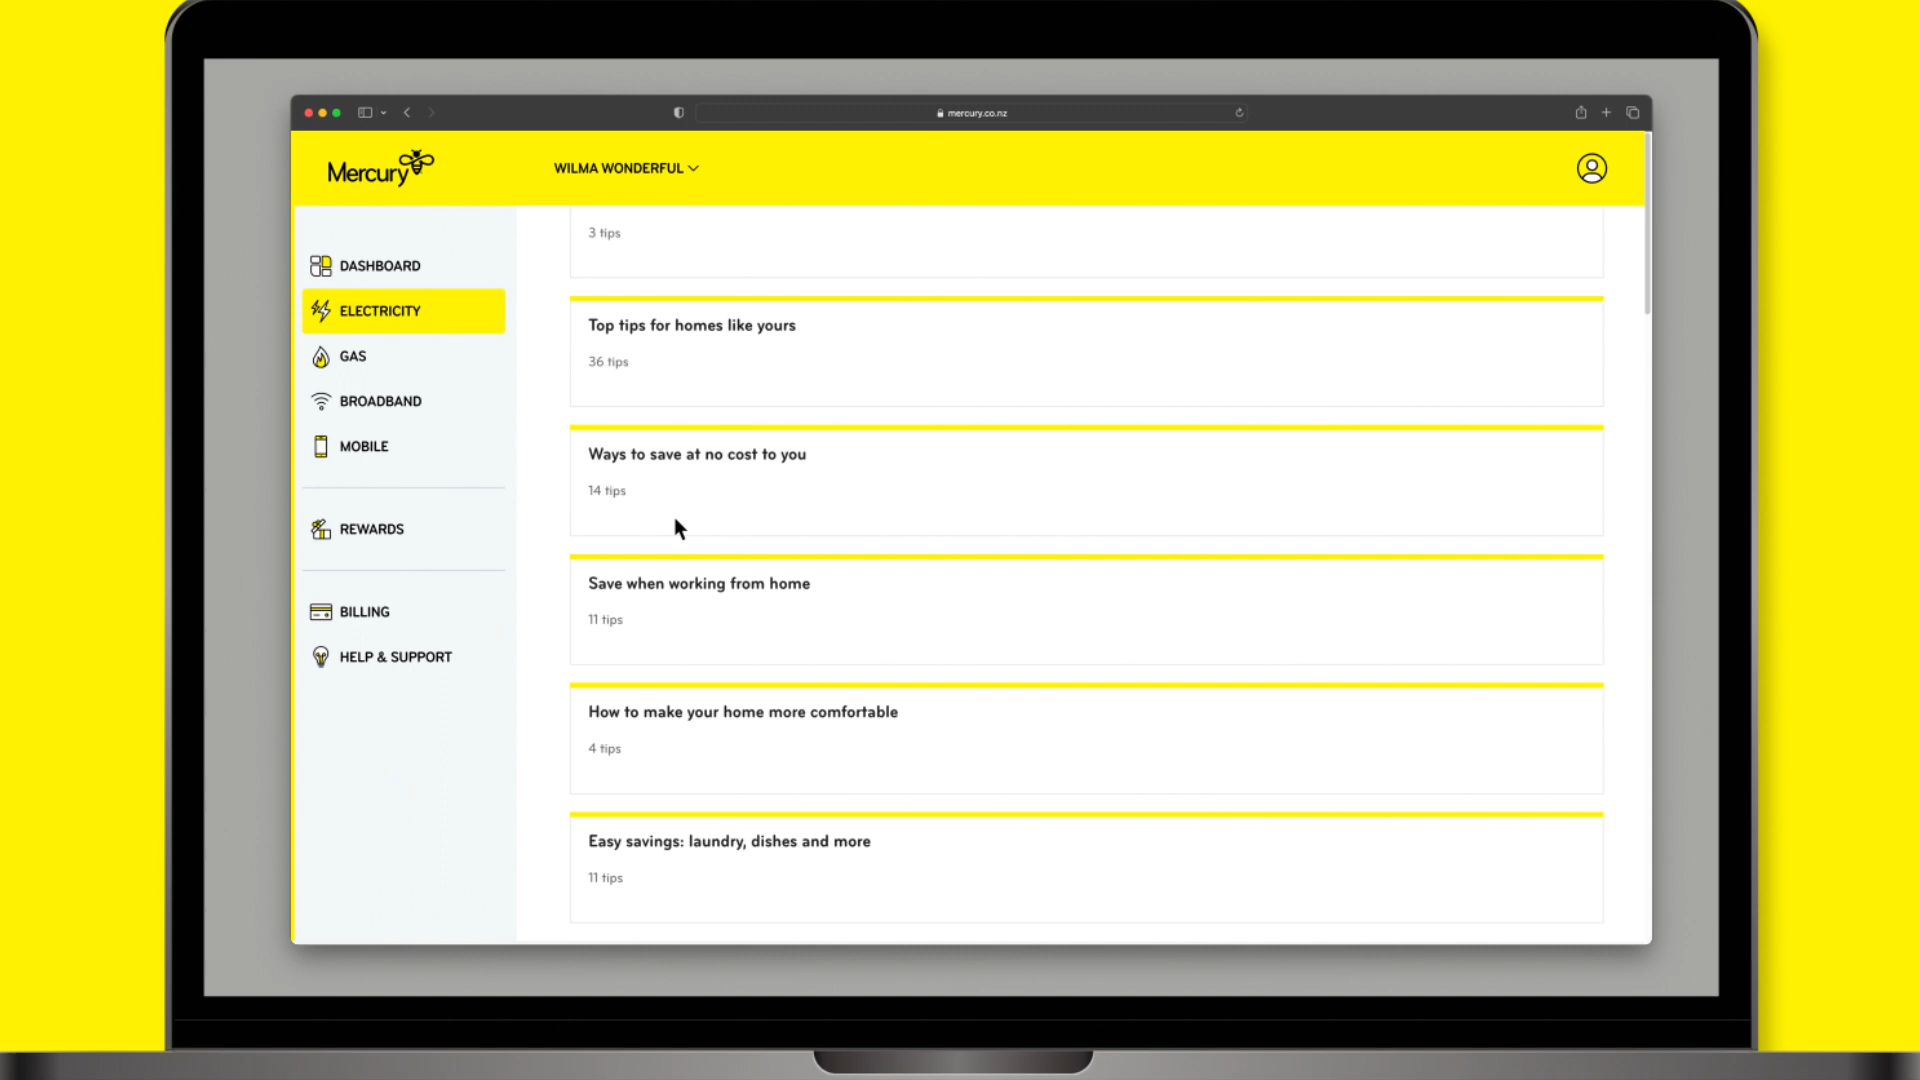 mercury.co.nz
Mercury
WILMA WONDERFUL
DASHBOARD
ELECTRICITY
GAS
BROADBAND
MOBILE
REWARDS
BILLING
HELP & SUPPORT
3 tips
Top tips for homes like yours
36 tips
Ways to save at no cost to you
14 tips
Save when working from home
11 tips
How to make your home more comfortable
4 tips
Easy savings: laundry, dishes and more
11 tips